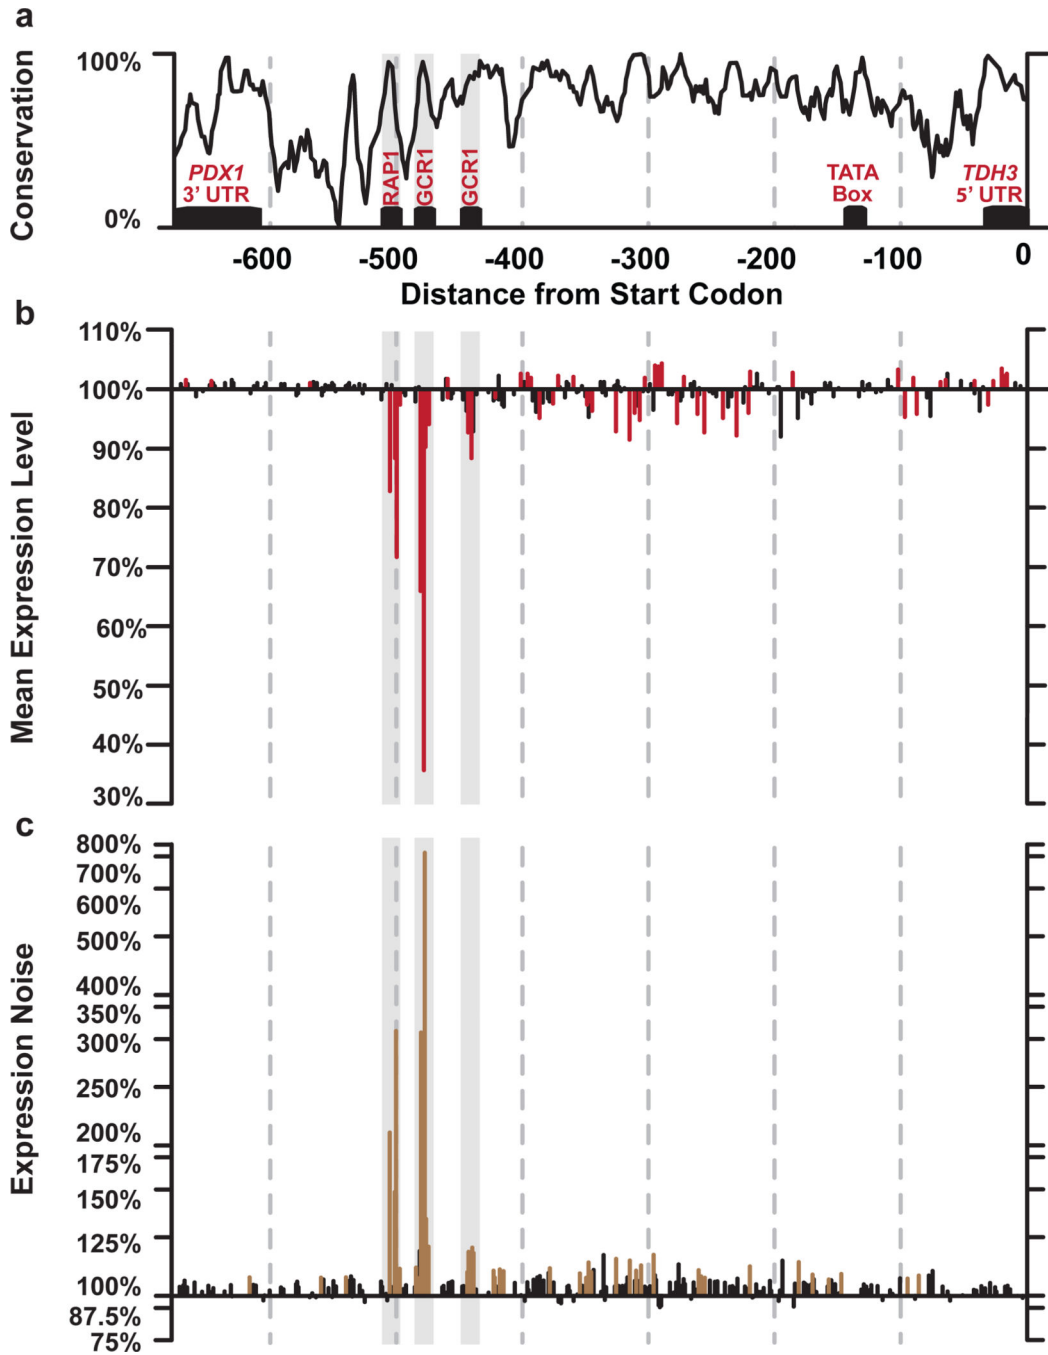 a
Conservation
100%
0%
PDX1
3' UTR
RAP1
GCR1
GCR1
TATA
Box
TDH3
5' UTR
-600
-500
-400
-300
-200
-100
0
Distance from Start Codon
b
Mean Expression Level
110%
100%
90%
80%
70%
60%
50%
40%
30%
c
Expression Noise
800%
700%
600%
500%
400%
350%
300%
250%
200%
175%
150%
125%
100%
87.5%
75%